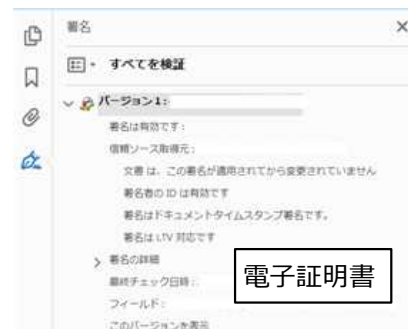 署名
すべてを検証
バージョン1:
署名は有効です:
信頼ソース取得元:
文書 は、この署名が適用されてから変更されていません
署名者の ID は有効です
署名はドキュメントタイムスタンプ署名です。
署名は LTV 対応です
署名の詳細
最終チェック日時:
電子証明書
フィールド:
このバージョンを表示